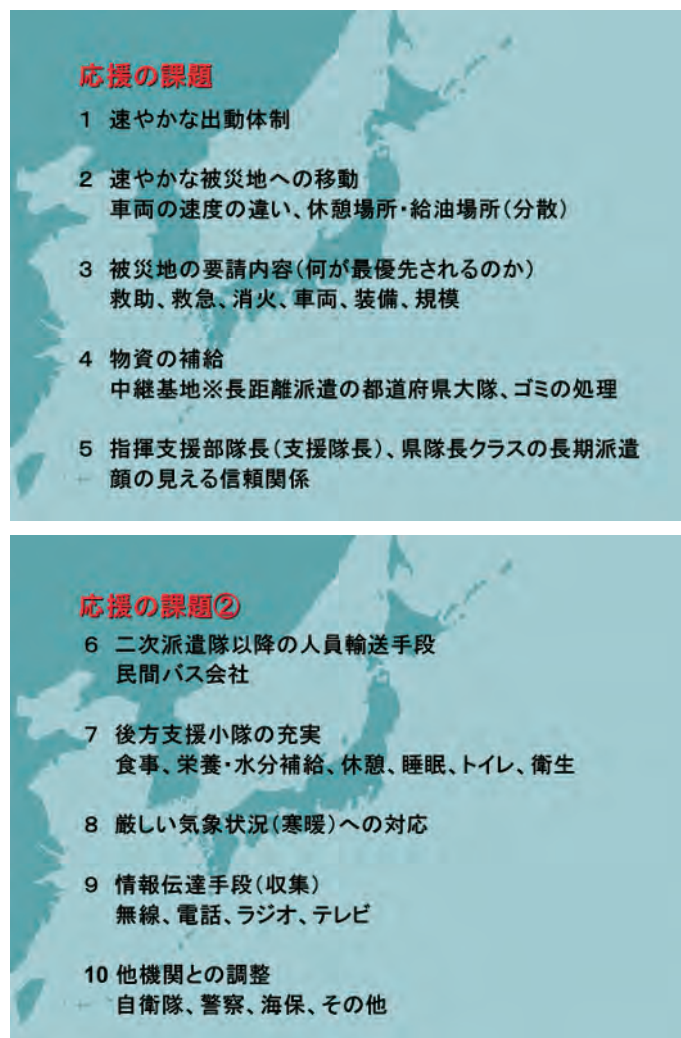 応援の課題
1 速やかな出動体制
2 速やかな被災地への移動
車両の速度の違い、休憩場所・給油場所（分散）
3 被災地の要請内容（何が最優先されるのか）
救助、救急、消火、車両、装備、規模
4 物資の補給
中継基地※長距離派遣の都道府県大隊、ゴミの処理
5 指揮支援部隊長（支援隊長）、県隊長クラスの長期派遣
顔の見える信頼関係
応援の課題②
6 二次派遣隊以降の人員輸送手段
民間バス会社
7 後方支援小隊の充実
食事、栄養・水分補給、休憩、睡眠、トイレ、衛生
8 厳しい気象状況（寒暖）への対応
9 情報伝達手段（収集）
無線、電話、ラジオ、テレビ
10 他機関との調整
自衛隊、警察、海保、その他